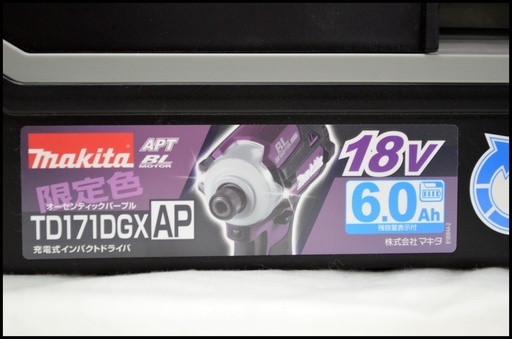 makita
APT
BL
MOTOR
限定色
オーセンティックパープル
TD171DGX AP
充電式インパクトドライバ
BL
makita
18V
6.0Ah
残容量表示付
株式会社 マキタ